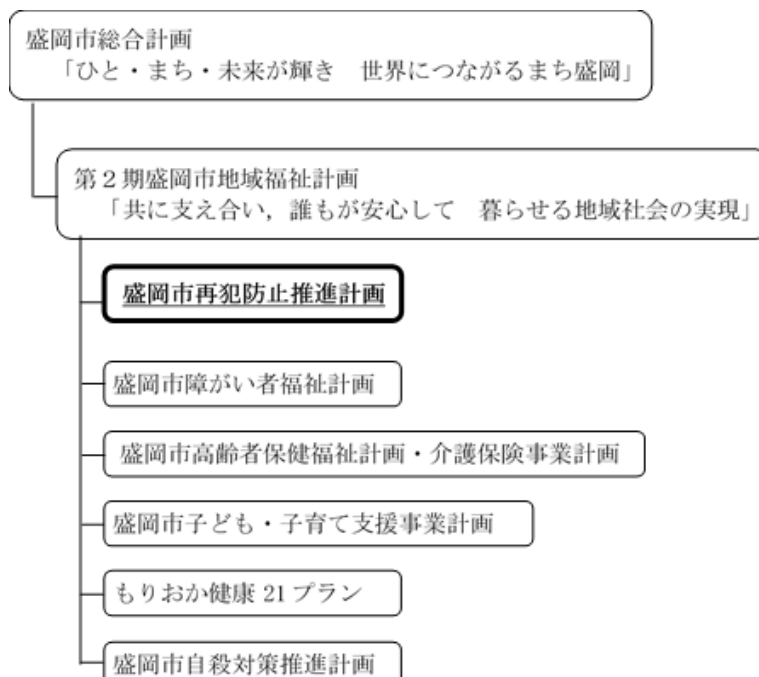 盛岡市総合計画
「ひと・まち・未来が輝き　世界につながるまち盛岡」
第２期盛岡市地域福祉計画
「共に支え合い，誰もが安心して　暮らせる地域社会の実現」
盛岡市再犯防止推進計画
盛岡市障がい者福祉計画
盛岡市高齢者保健福祉計画・介護保険事業計画
盛岡市子ども・子育て支援事業計画
もりおか健康 21 プラン
盛岡市自殺対策推進計画